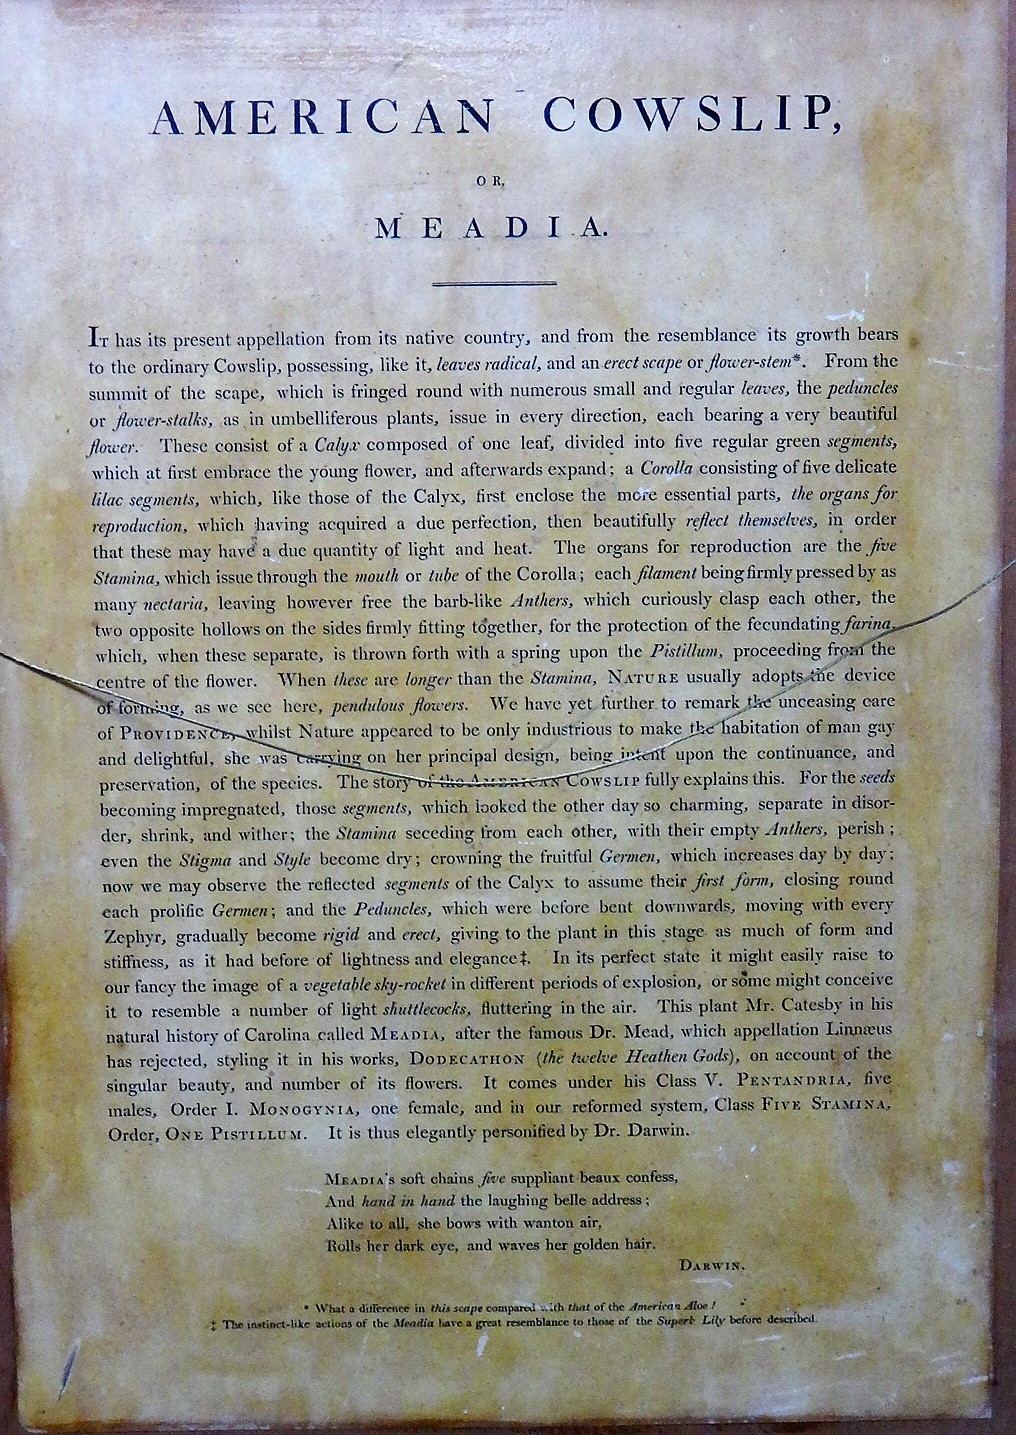 AMERICAN COWSLIP,
OR,
MEADIA.
It has its present appellation from its native country, and from the resemblance its growth bears
to the ordinary Cowslip, possessing, like it, leaves radical, and an erect scape or flower-stem*. From the
summit of the scape, which is fringed round with numerous small and regular leaves, the peduncles
or flower-stalks, as in umbelliferous plants, issue in every direction, each bearing a very beautiful
flower. These consist of a Calyx composed of one leaf, divided into five regular green segments,
which at first embrace the young flower, and afterwards expand; a Corolla consisting of five delicate
lilac segments, which, like those of the Calyx, first enclose the more essential parts, the organs for
reproduction, which having acquired a due perfection, then beautifully reflect themselves, in order
that these may have a due quantity of light and heat. The organs for reproduction are the five
Stamina, which issue through the mouth or tube of the Corolla; each filament being firmly pressed by as
many nectaria, leaving however free the barb-like Anthers, which curiously clasp each other, the
two opposite hollows on the sides firmly fitting together, for the protection of the fecundating farina,
which, when these separate, is thrown forth with a spring upon the Pistillum, proceeding from the
centre of the flower. When these are longer than the Stamina, NATURE usually adopts the device
of forming, as we see here, pendulous flowers. We have yet further to remark the unceasing care
of PROVIDENCE, whilst Nature appeared to be only industrious to make the habitation of man gay
and delightful, she was carrying on her principal design, being intent upon the continuance, and
preservation, of the species. The story of the AMERICAN COWSLIP fully explains this. For the seeds
becoming impregnated, those segments, which looked the other day so charming, separate in disor-
der, shrink, and wither; the Stamina seceding from each other, with their empty Anthers, perish;
even the Stigma and Style become dry; crowning the fruitful Germen, which increases day by day:
now we may observe the reflected segments of the Calyx to assume their first form, closing round
each prolific Germen; and the Peduncles, which were before bent downwards, moving with every
Zephyr, gradually become rigid and erect, giving to the plant in this stage as much of form and
stiffness, as it had before of lightness and elegance‡. In its perfect state it might easily raise to
our fancy the image of a vegetable sky-rocket in different periods of explosion, or some might conceive
it to resemble a number of light shuttlecocks, fluttering in the air. This plant Mr. Catesby in his
natural history of Carolina called MEADIA, after the famous Dr. Mead, which appellation Linnæus
has rejected, styling it in his works, DODECATHON (the twelve Heathen Gods), on account of the
singular beauty, and number of its flowers. It comes under his Class V. PENTANDRIA, five
males, Order I. MONOGYNIA, one female, and in our reformed system, Class FIVE STAMINA,
Order, ONE PISTILLUM. It is thus elegantly personified by Dr. Darwin.
MEADIA's soft chains five suppliant beaux confess,
And hand in hand the laughing belle address;
Alike to all, she bows with wanton air,
Rolls her dark eye, and waves her golden hair.
DARWIN.
* What a difference in this scape compared with that of the American Aloe!
‡ The instinct-like actions of the Meadia have a great resemblance to those of the Superb Lily before described.